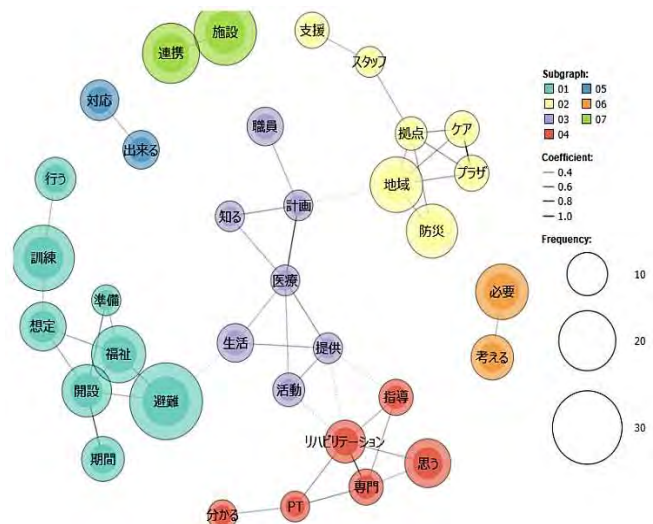 施設
連携
支援
スタッフ
対応
出来る
職員
拠点
ケア
プラザ
地域
防災
行う
知る
計画
訓練
医療
準備
想定
福祉
生活
提供
必要
考える
開設
避難
活動
指導
期間
リハビリテーション
思う
専門
PT
分かる
Subgraph:
01 05
02 06
03 07
04
Coefficient:
0.4
0.6
0.8
1.0
Frequency:
10
20
30